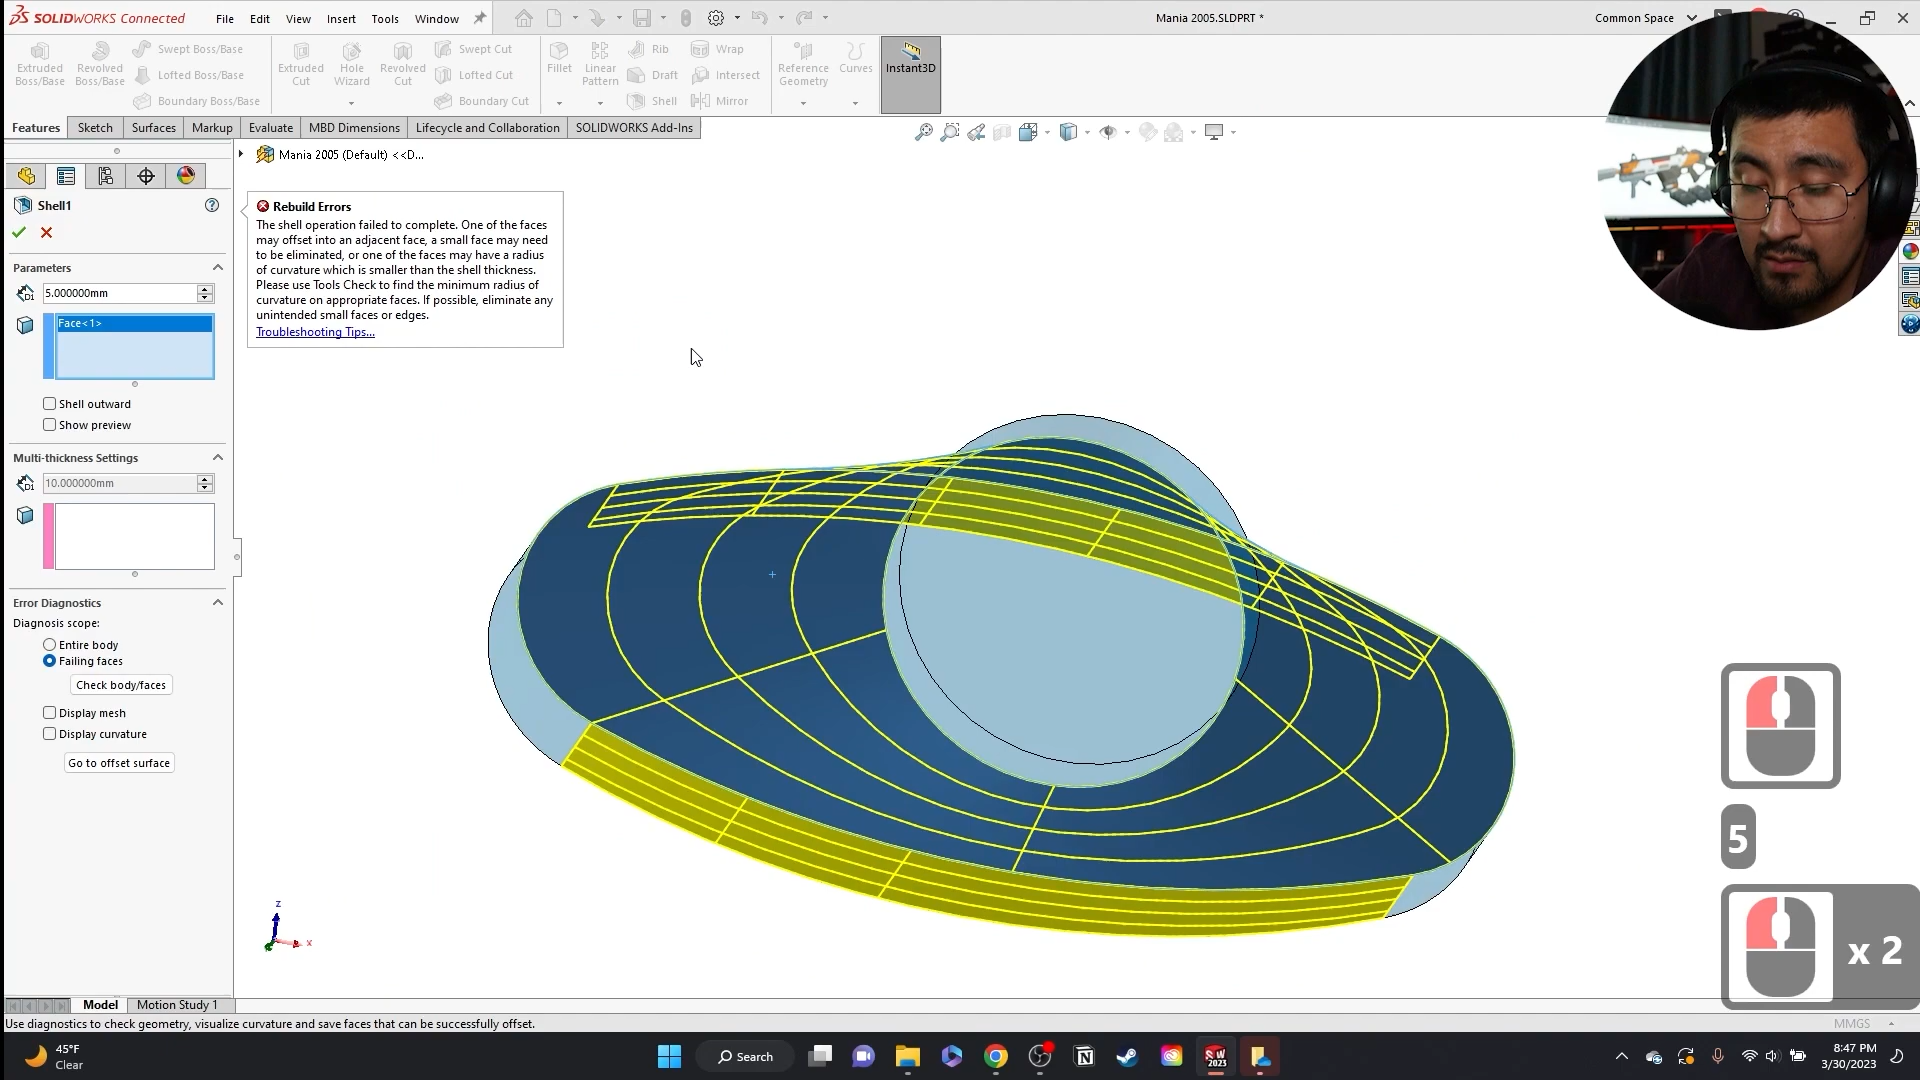 SOLIDWORKS Connected
File Edit View Insert Tools Window
Mania 2005.SLDPRT *
Common Space
Extruded Boss/Base
Revolved Boss/Base
Swept Boss/Base
Lofted Boss/Base
Boundary Boss/Base
Extruded Cut
Hole Wizard
Revolved Cut
Swept Cut
Lofted Cut
Boundary Cut
Fillet
Linear Pattern
Rib
Draft
Shell
Wrap
Intersect
Mirror
Reference Geometry
Curves
Instant3D
Features Sketch Surfaces Markup Evaluate MBD Dimensions Lifecycle and Collaboration SOLIDWORKS Add-Ins
Mania 2005 (Default) <<D...
Shell1
Parameters
5.000000mm
Face<1>
Shell outward
Show preview
Multi-thickness Settings
10.000000mm
Error Diagnostics
Diagnosis scope:
Entire body
Failing faces
Check body/faces
Display mesh
Display curvature
Go to offset surface
Rebuild Errors
The shell operation failed to complete. One of the faces
may offset into an adjacent face, a small face may need
to be eliminated, or one of the faces may have a radius
of curvature which is smaller than the shell thickness.
Please use Tools Check to find the minimum radius of
curvature on appropriate faces. If possible, eliminate any
unintended small faces or edges.
Troubleshooting Tips...
z
x
5
x 2
Model Motion Study 1
Use diagnostics to check geometry, visualize curvature and save faces that can be successfully offset.
MMGS
45°F
Clear
Search
SW
2023
8:47 PM
3/30/2023